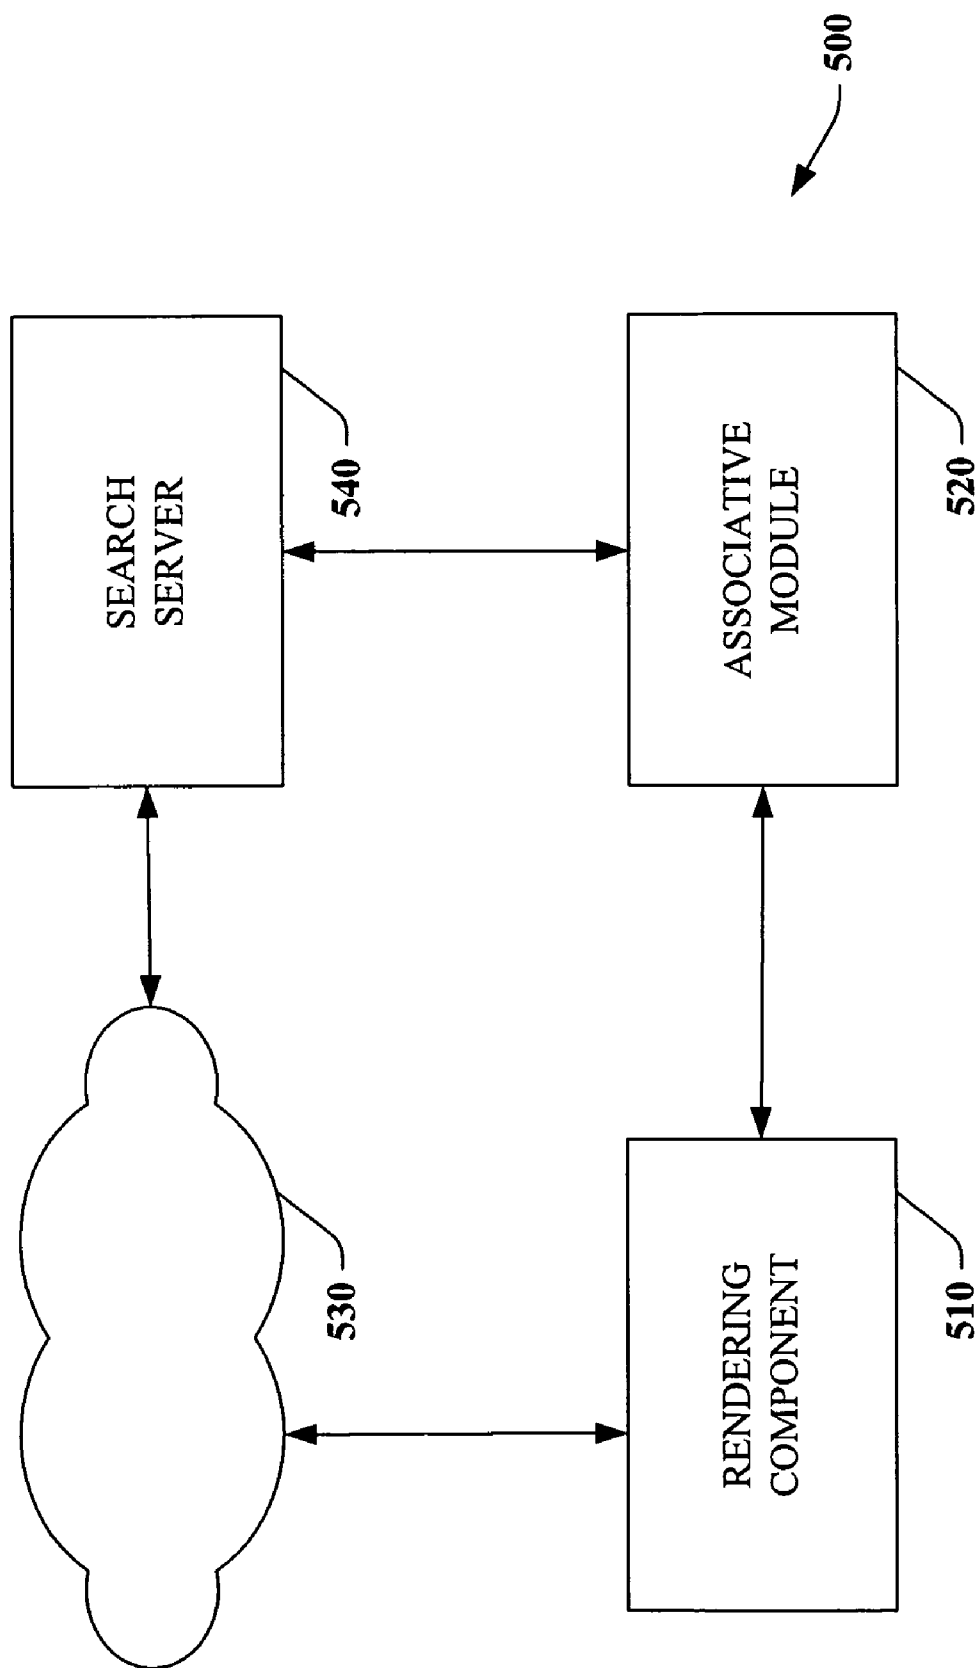 500
SEARCH
SERVER
540
530
ASSOCIATIVE
MODULE
520
RENDERING
COMPONENT
510